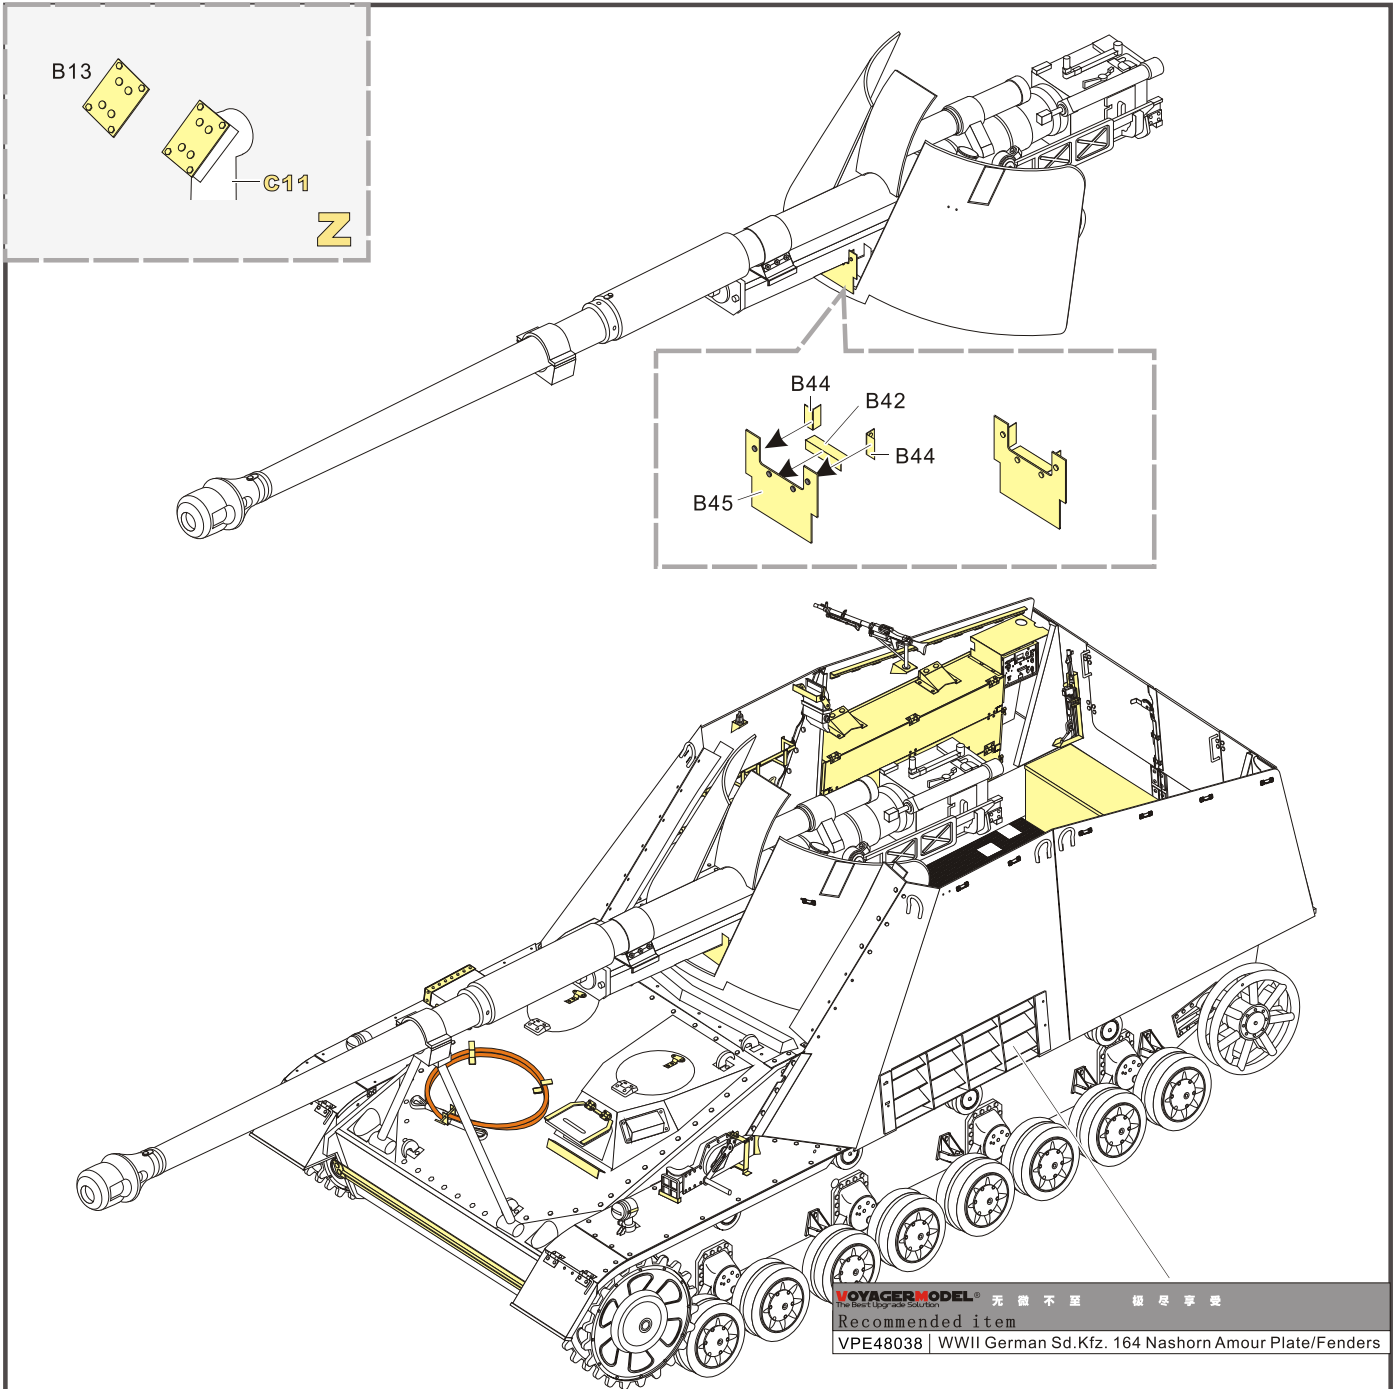 B13
C11
Z
B44
B42
B44
B45
VOYAGERMODEL® 无微不至 极尽享受
The Best Upgrade Solution
Recommended item
VPE48038 WWII German Sd.Kfz. 164 Nashorn Amour Plate/Fenders